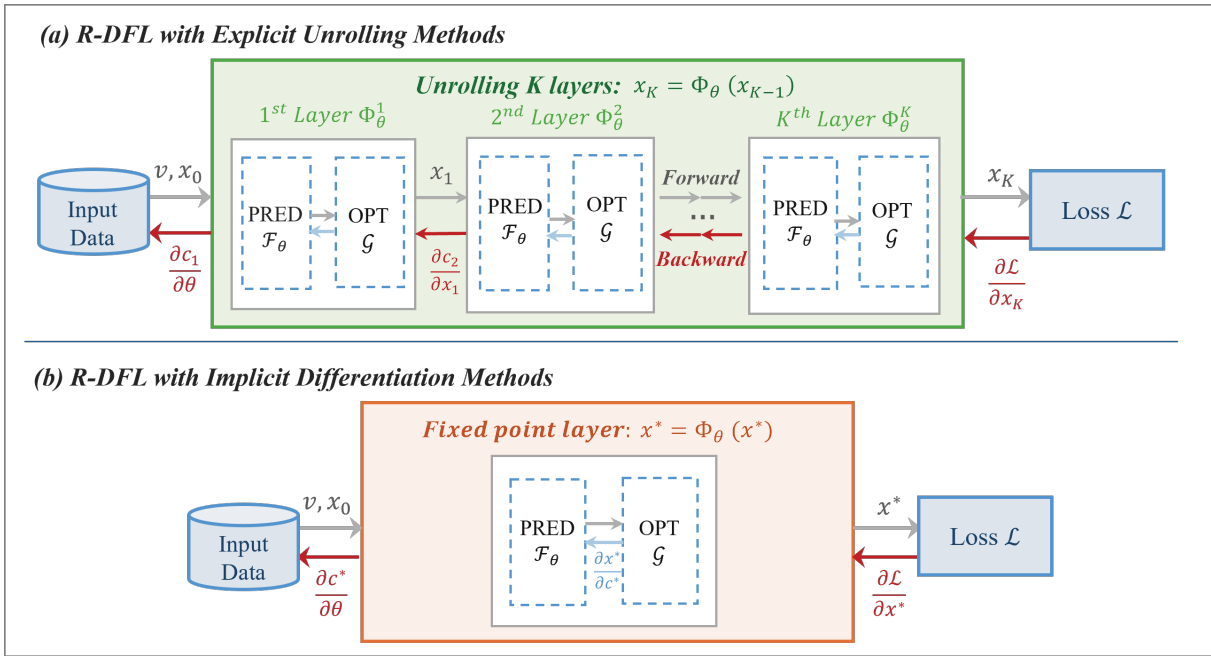 (a) R-DFL with Explicit Unrolling Methods
Unrolling K layers: x_K = Φ_θ (x_{K−1})
1^{st} Layer Φ_θ^1
2^{nd} Layer Φ_θ^2
K^{th} Layer Φ_θ^K
Input
Data
v, x_0
∂c_1
∂θ
PRED
ℱ_θ
OPT
𝒢
x_1
∂c_2
∂x_1
PRED
ℱ_θ
OPT
𝒢
Forward
...
Backward
PRED
ℱ_θ
OPT
𝒢
x_K
∂ℒ
∂x_K
Loss ℒ
(b) R-DFL with Implicit Differentiation Methods
Fixed point layer: x* = Φ_θ (x*)
Input
Data
v, x_0
∂c*
∂θ
PRED
ℱ_θ
∂x*
∂c*
OPT
𝒢
x*
∂ℒ
∂x*
Loss ℒ